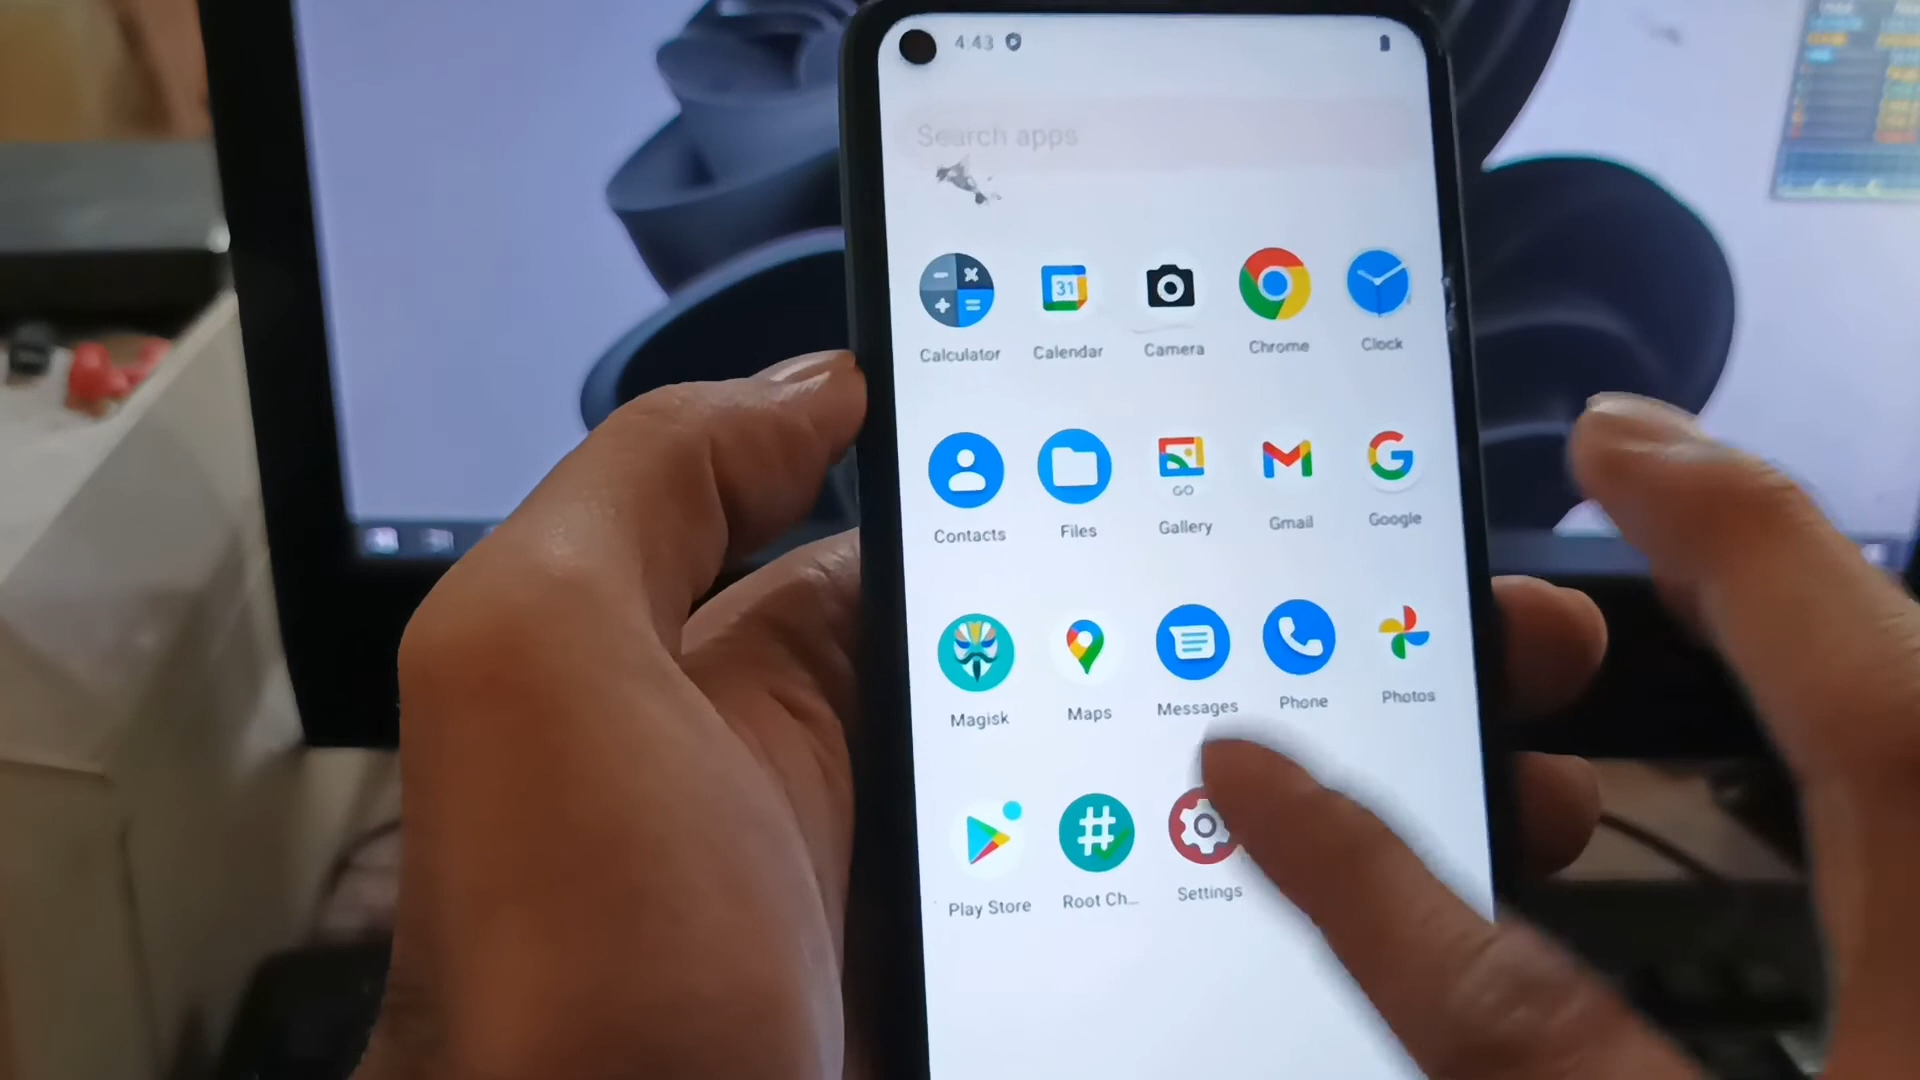 4:43
Search apps
31
Calculator Calendar Camera Chrome Clock
GO
Contacts Files Gallery Gmail Google
Magisk Maps Messages Phone Photos
Play Store Root Ch... Settings